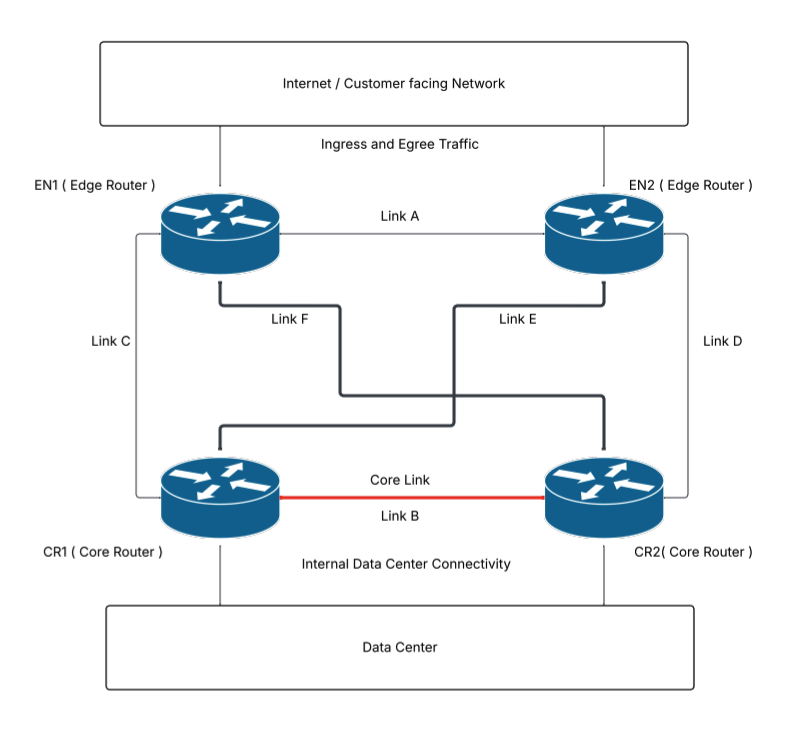 Internet / Customer facing Network
Ingress and Egree Traffic
EN1 ( Edge Router )
EN2 ( Edge Router )
Link A
Link F
Link E
Link C
Link D
Core Link
Link B
CR1 ( Core Router )
CR2( Core Router )
Internal Data Center Connectivity
Data Center